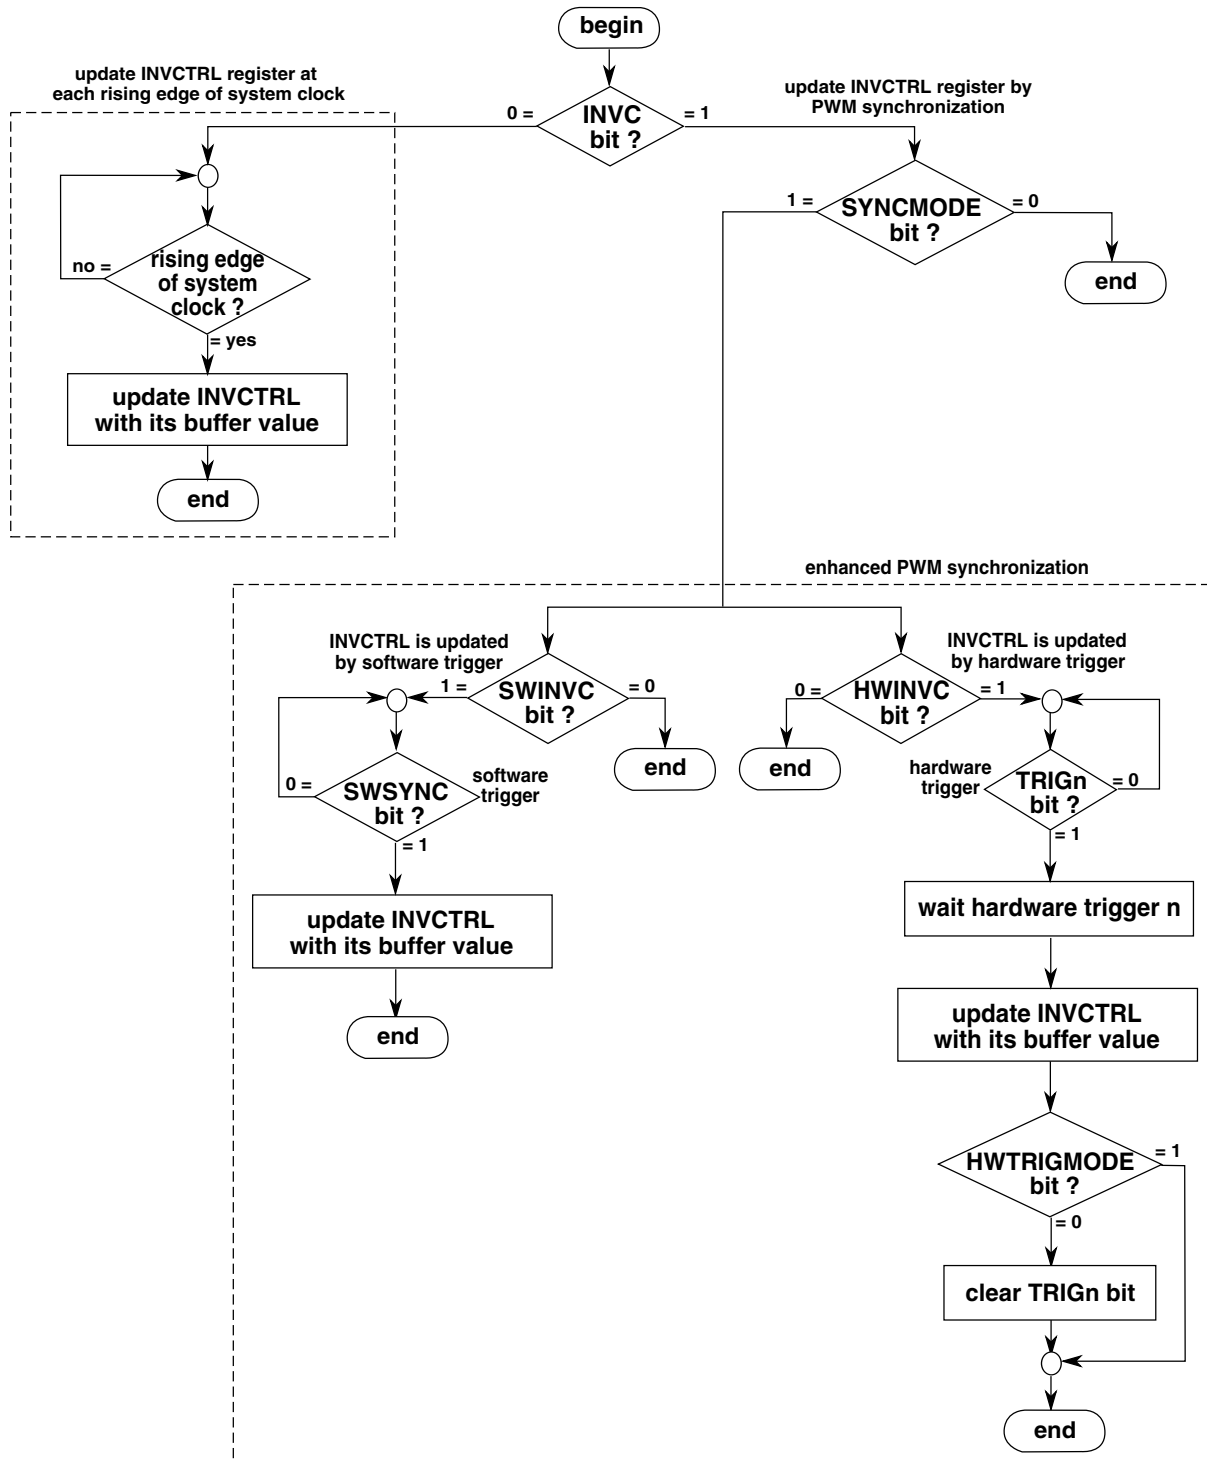 begin
update INVCTRL register at
each rising edge of system clock
update INVCTRL register by
PWM synchronization
0 =
INVC
bit ?
= 1
1 =
SYNCMODE
bit ?
= 0
end
no =
rising edge
of system
clock ?
= yes
update INVCTRL
with its buffer value
end
enhanced PWM synchronization
INVCTRL is updated
by software trigger
INVCTRL is updated
by hardware trigger
1 =
SWINVC
bit ?
= 0
end
0 =
HWINVC
bit ?
= 1
end
0 =
SWSYNC
bit ?
software
trigger
= 1
hardware
trigger
TRIGn
bit ?
= 0
= 1
update INVCTRL
with its buffer value
end
wait hardware trigger n
update INVCTRL
with its buffer value
HWTRIGMODE
bit ?
= 1
= 0
clear TRIGn bit
end